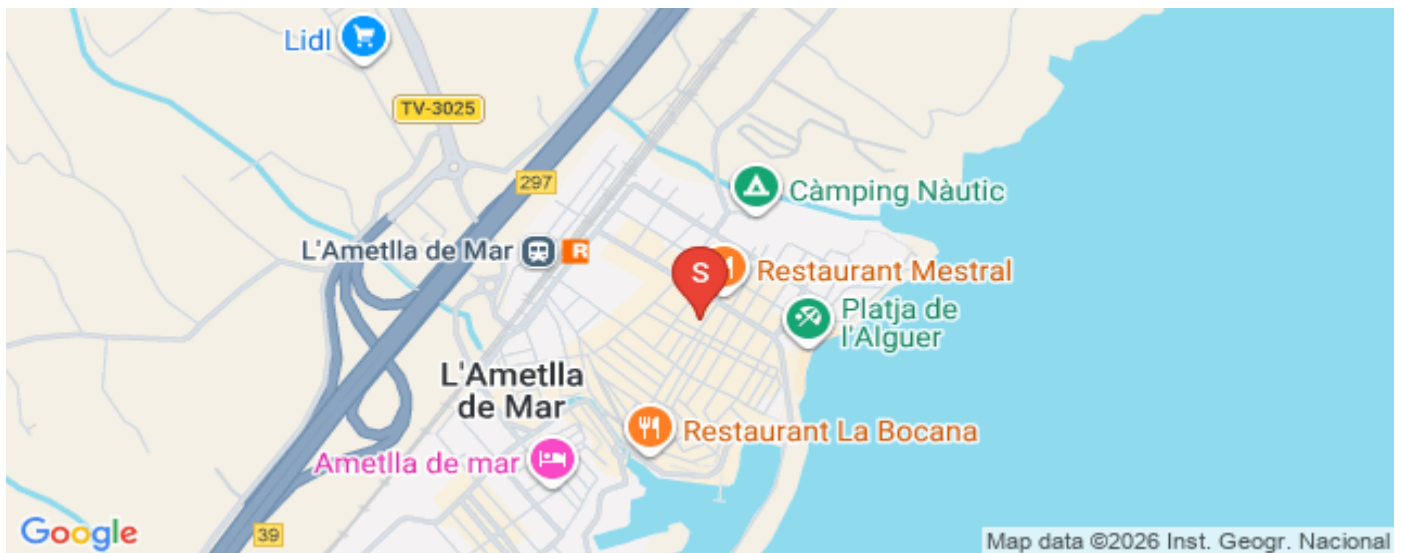 Lidl
TV-3025
297
Càmping Nàutic
L'Ametlla de Mar
R
S
Restaurant Mestral
Platja de
l'Alguer
L'Ametlla
de Mar
Restaurant La Bocana
Ametlla de mar
Google
39
Map data ©2026 Inst. Geogr. Nacional